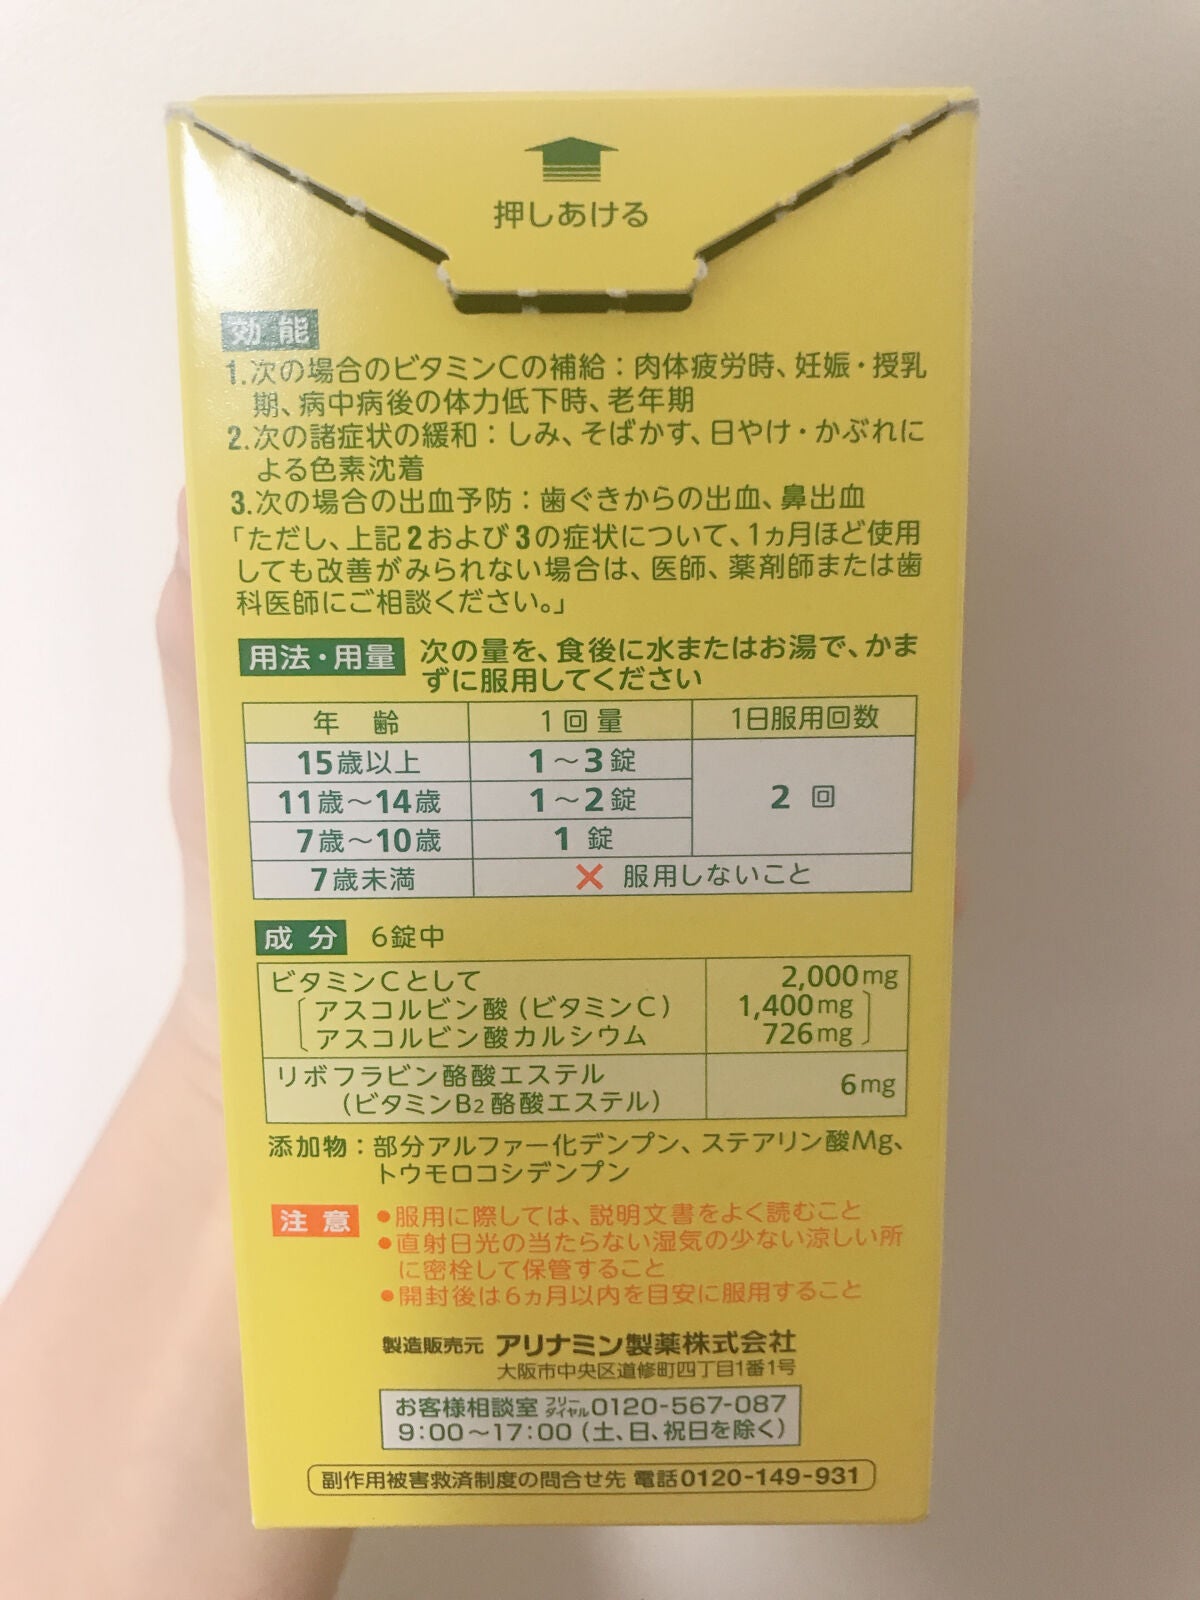 押しあける
効能
1.次の場合のビタミンCの補給：肉体疲労時、妊娠・授乳
期、病中病後の体力低下時、老年期
2.次の諸症状の緩和：しみ、そばかす、日やけ・かぶれに
よる色素沈着
3.次の場合の出血予防：歯ぐきからの出血、鼻出血
「ただし、上記2および3の症状について、1ヵ月ほど使用
しても改善がみられない場合は、医師、薬剤師または歯
科医師にご相談ください。」
用法・用量 次の量を、食後に水またはお湯で、かま
ずに服用してください
年齢 1回量 1日服用回数
15歳以上 1～3錠
11歳～14歳 1～2錠 2回
7歳～10歳 1錠
7歳未満 × 服用しないこと
成分 6錠中
ビタミンCとして 2,000mg
アスコルビン酸（ビタミンC） 1,400mg
アスコルビン酸カルシウム 726mg
リボフラビン酪酸エステル
（ビタミンB2酪酸エステル） 6mg
添加物：部分アルファー化デンプン、ステアリン酸Mg、
トウモロコシデンプン
注意 ●服用に際しては、説明文書をよく読むこと
●直射日光の当たらない湿気の少ない涼しい所
に密栓して保管すること
●開封後は6ヵ月以内を目安に服用すること
製造販売元 アリナミン製薬株式会社
大阪市中央区道修町四丁目1番1号
お客様相談室 フリーダイヤル0120-567-087
9:00～17:00（土、日、祝日を除く）
副作用被害救済制度の問合せ先 電話0120-149-931